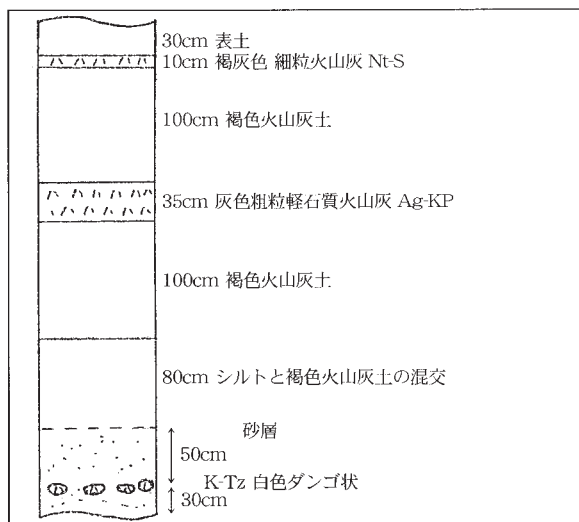 30cm 表土
10cm 褐灰色 細粒火山灰 Nt-S
100cm 褐色火山灰土
35cm 灰色粗粒軽石質火山灰 Ag-KP
100cm 褐色火山灰土
80cm シルトと褐色火山灰土の混交
砂層
50cm
K-Tz 白色ダンゴ状
30cm